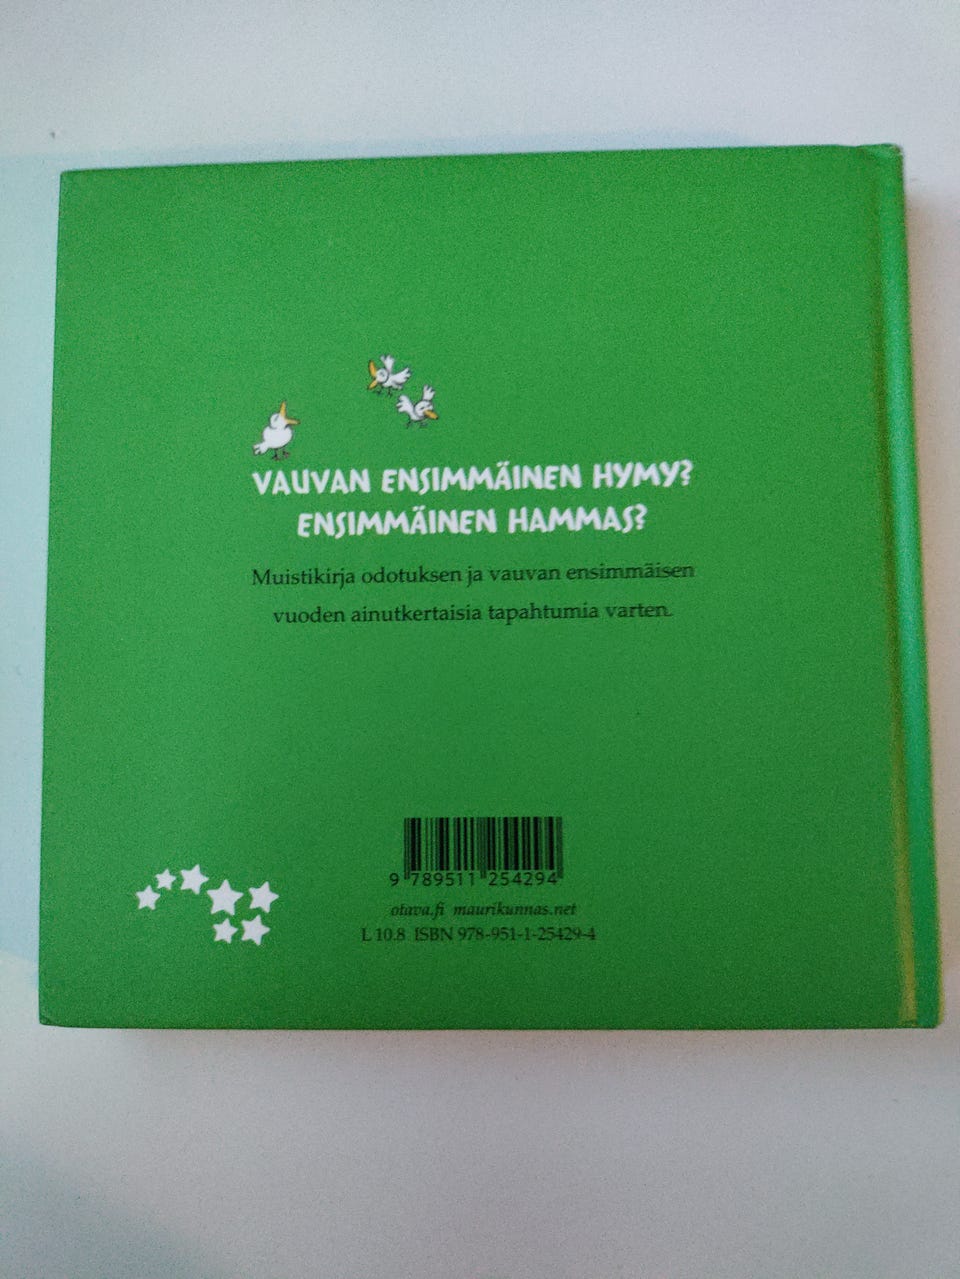 VAUVAN ENSIMMÄINEN HYMY?
ENSIMMÄINEN HAMMAS?
Muistikirja odotuksen ja vauvan ensimmäisen
vuoden ainutkertaisia tapahtumia varten.
9 789511 254294
otava.fi maurikunnas.net
L 10.8 ISBN 978-951-1-25429-4